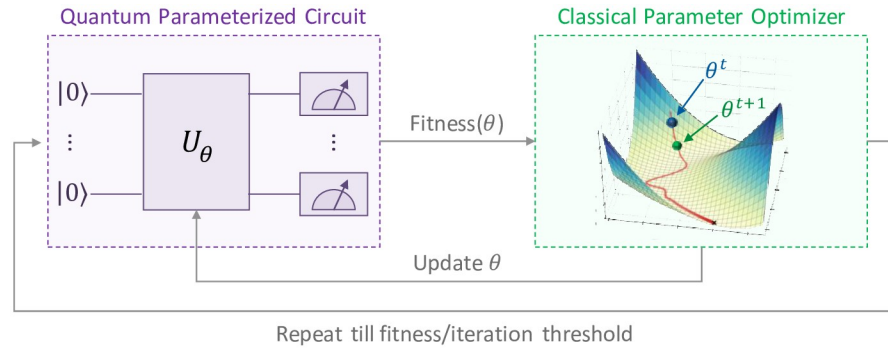 Quantum Parameterized Circuit
Classical Parameter Optimizer
|0⟩
⋮
|0⟩
U_θ
⋮
Fitness(θ)
θ^t
θ^{t+1}
Update θ
Repeat till fitness/iteration threshold